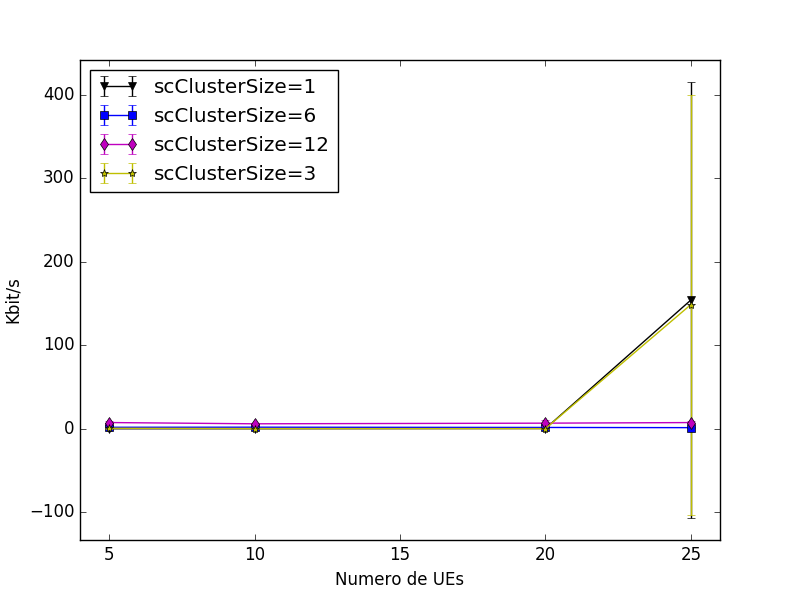 scClusterSize=1
scClusterSize=6
scClusterSize=12
scClusterSize=3
400
300
200
100
0
−100
Kbit/s
5
10
15
20
25
Numero de UEs